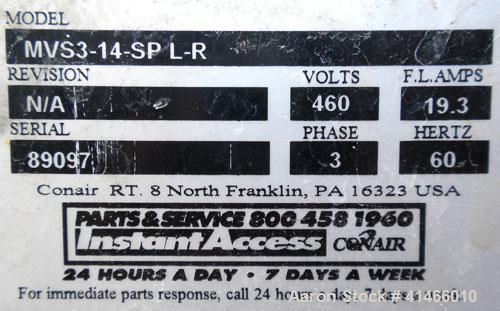 MODEL
MVS3-14-SP L-R
REVISION VOLTS F.L.AMPS
N/A 460 19.3
SERIAL PHASE HERTZ
89097 3 60
Conair RT. 8 North Franklin, PA 16323 USA
PARTS & SERVICE 800 458 1960
Instant Access CONAIR
24 HOURS A DAY · 7 DAYS A WEEK
For immediate parts response, call 24 hours a day, 7 days a week.
Aaron Stock # 41466010